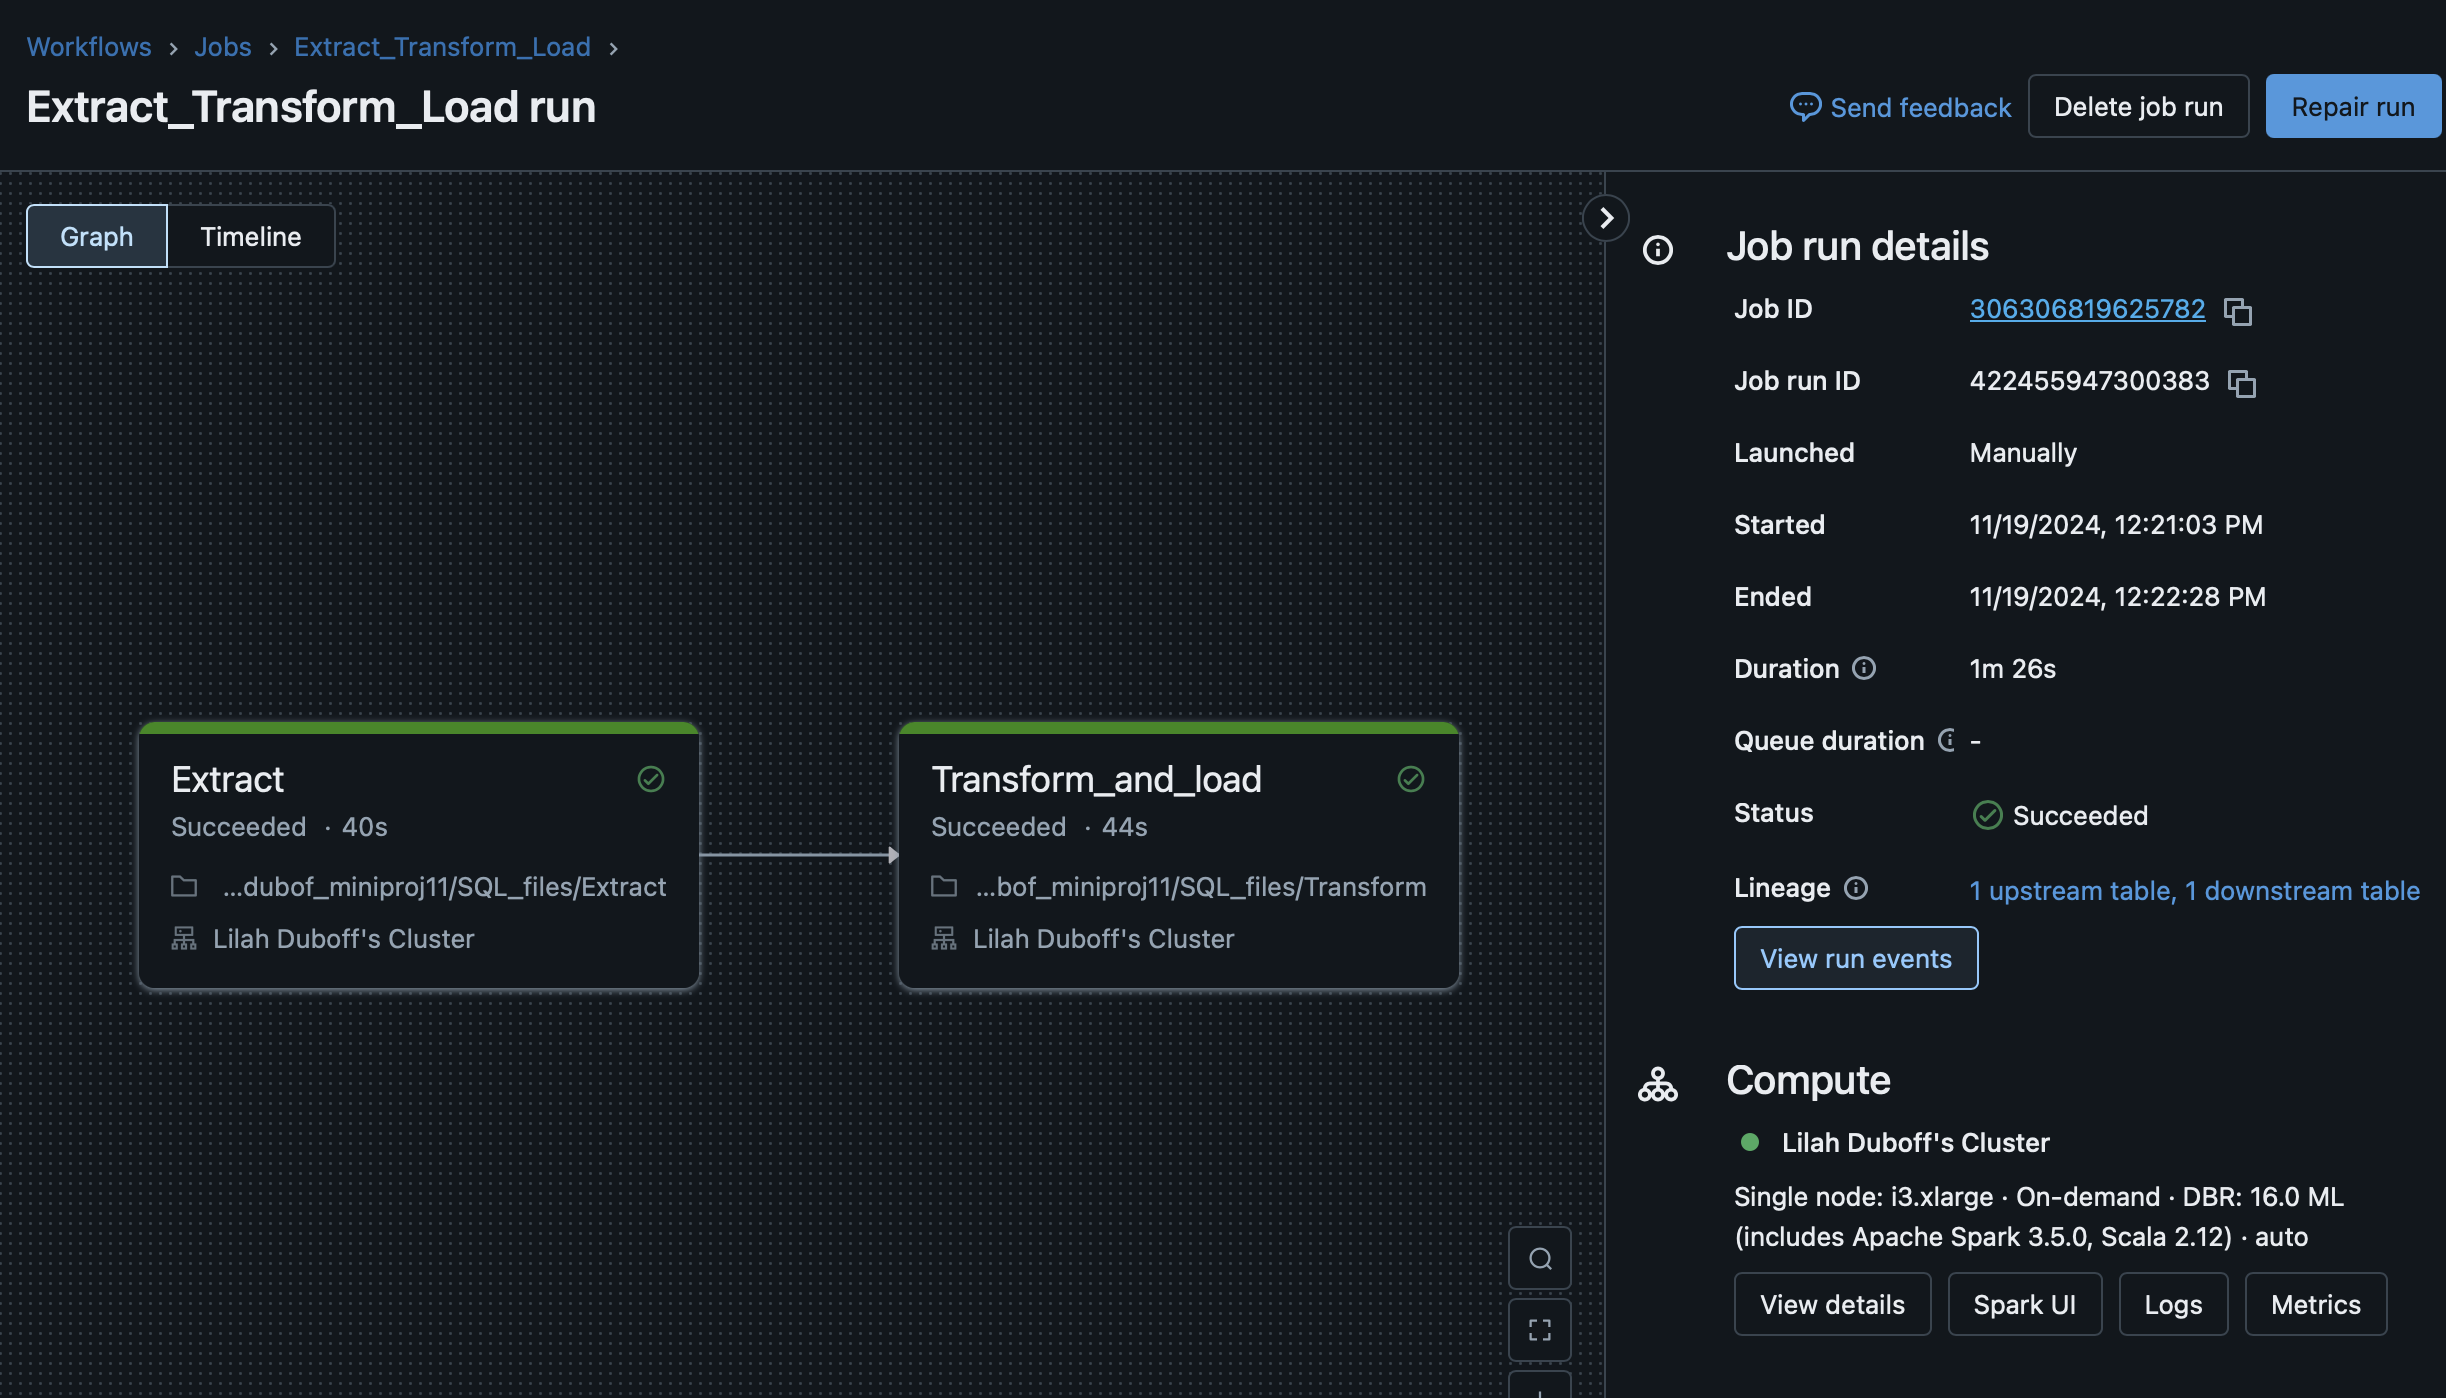 Workflows › Jobs › Extract_Transform_Load ›
Extract_Transform_Load run
Send feedback
Delete job run
Repair run
Graph
Timeline
Extract
Succeeded · 40s
...dubof_miniproj11/SQL_files/Extract
Lilah Duboff's Cluster
Transform_and_load
Succeeded · 44s
...bof_miniproj11/SQL_files/Transform
Lilah Duboff's Cluster
Job run details
Job ID 306306819625782
Job run ID 422455947300383
Launched Manually
Started 11/19/2024, 12:21:03 PM
Ended 11/19/2024, 12:22:28 PM
Duration 1m 26s
Queue duration -
Status Succeeded
Lineage 1 upstream table, 1 downstream table
View run events
Compute
Lilah Duboff's Cluster
Single node: i3.xlarge · On-demand · DBR: 16.0 ML
(includes Apache Spark 3.5.0, Scala 2.12) · auto
View details
Spark UI
Logs
Metrics